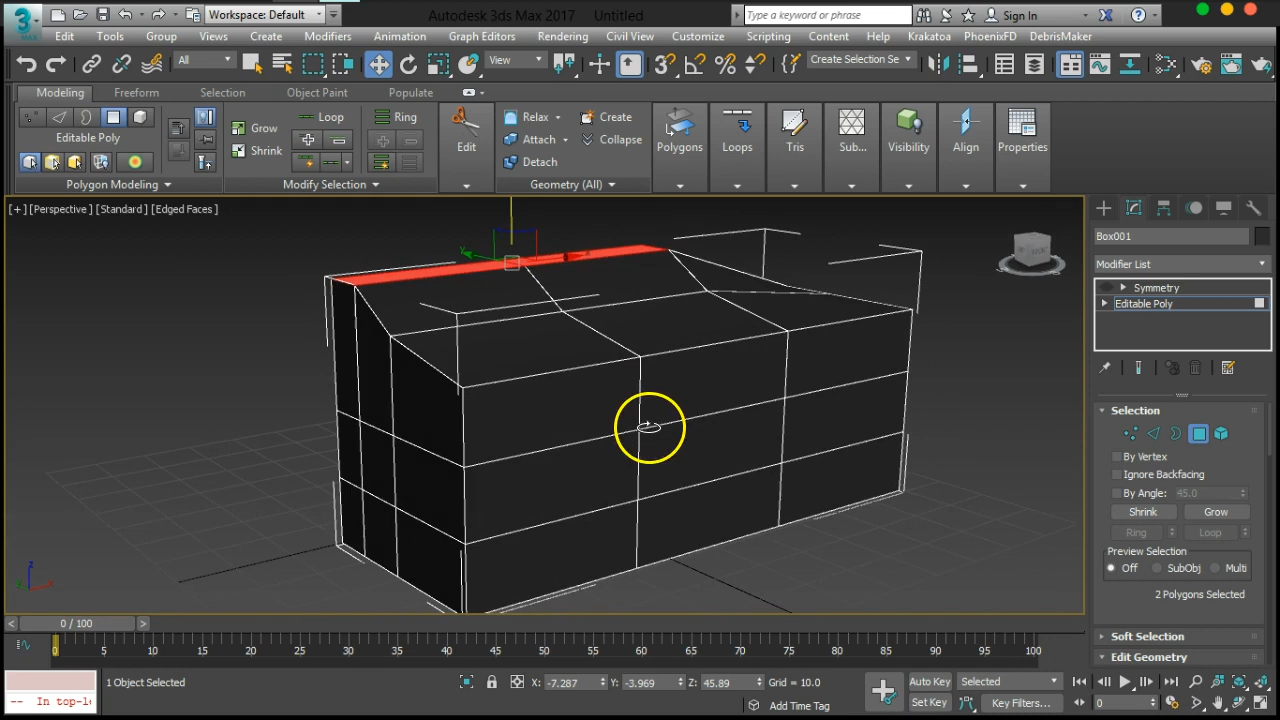 3
MAX
Workspace: Default
Autodesk 3ds Max 2017 Untitled
Type a keyword or phrase
Sign In
Edit Tools Group Views Create Modifiers Animation Graph Editors Rendering Civil View Customize Scripting Content Help Krakatoa PhoenixFD DebrisMaker
All
View
Create Selection Se
Modeling Freeform Selection Object Paint Populate
Loop Ring
Relax Create
Editable Poly
Grow
Attach Collapse
Edit Polygons Loops Tris Sub... Visibility Align Properties
Shrink
Detach
Polygon Modeling
Modify Selection
Geometry (All)
[+] [Perspective] [Standard] [Edged Faces]
Box001
Modifier List
Symmetry
Editable Poly
Selection
By Vertex
Ignore Backfacing
By Angle: 45.0
Shrink Grow
Ring Loop
Preview Selection
Off SubObj Multi
2 Polygons Selected
Soft Selection
Edit Geometry
< 0 / 100 >
0 5 10 15 20 25 30 35 40 45 50 55 60 65 70 75 80 85 90 95 100
1 Object Selected
X: -7.287 Y: -3.969 Z: 45.89 Grid = 10.0
Auto Key Selected
-- In top-le
Add Time Tag
Set Key Key Filters...
0